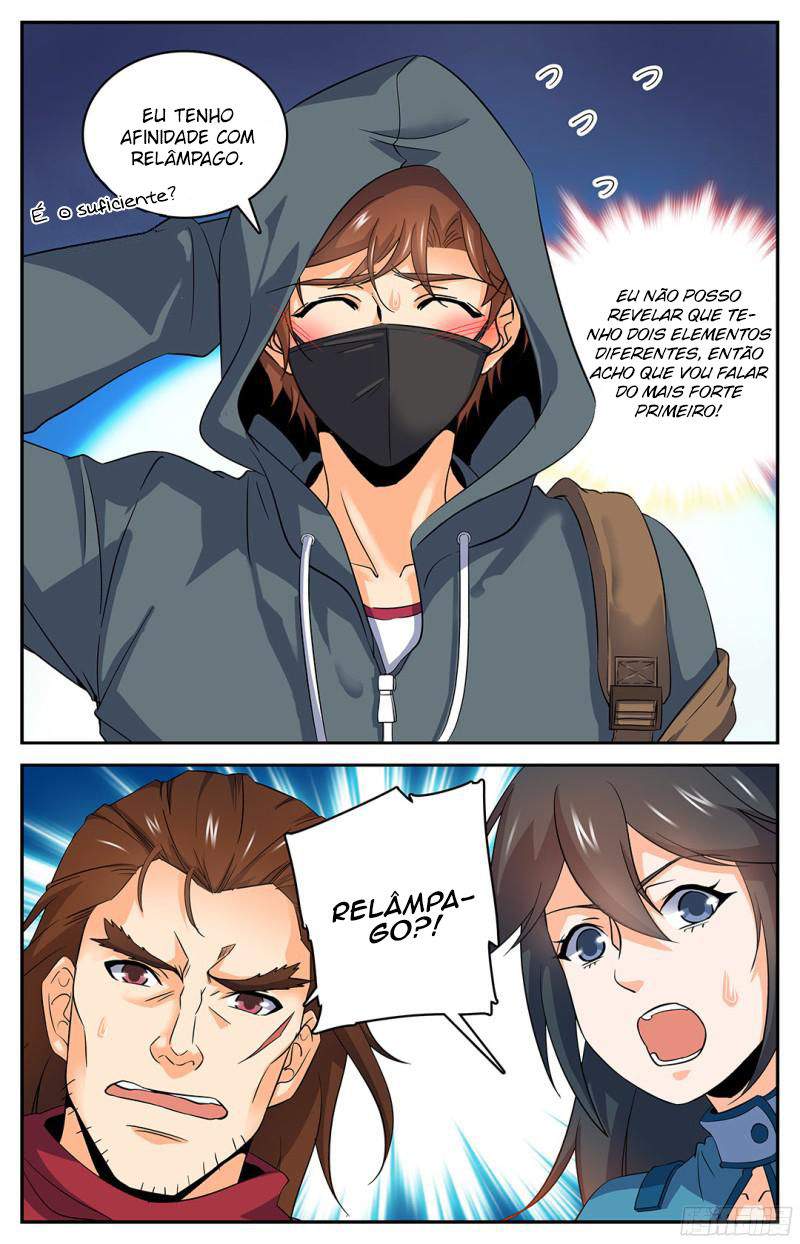 EU TENHO
AFINIDADE COM
RELÂMPAGO.
É o suficiente?
EU NÃO POSSO
REVELAR QUE TE-
NHO DOIS ELEMENTOS
DIFERENTES, ENTÃO
ACHO QUE VOU FALAR
DO MAIS FORTE
PRIMEIRO!
RELÂMPA-
GO?!